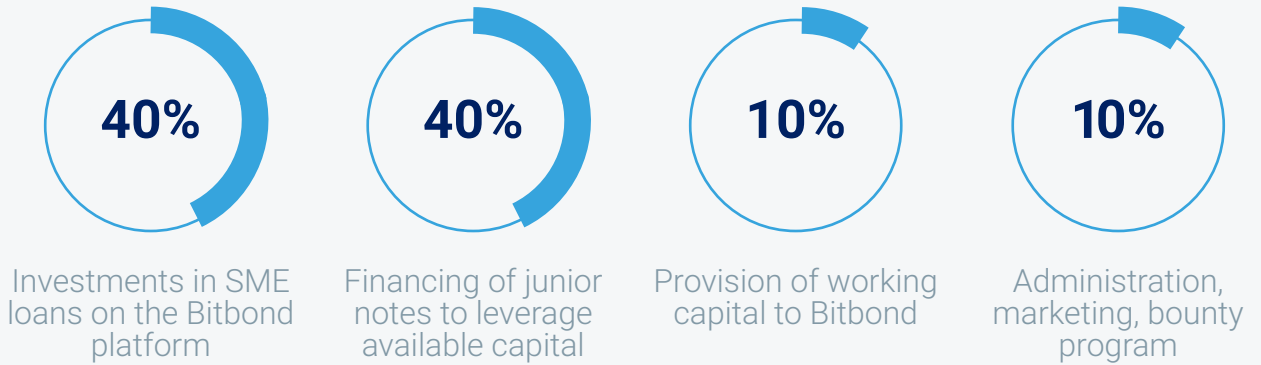 40%
Investments in SME
loans on the Bitbond
platform
40%
Financing of junior
notes to leverage
available capital
10%
Provision of working
capital to Bitbond
10%
Administration,
marketing, bounty
program